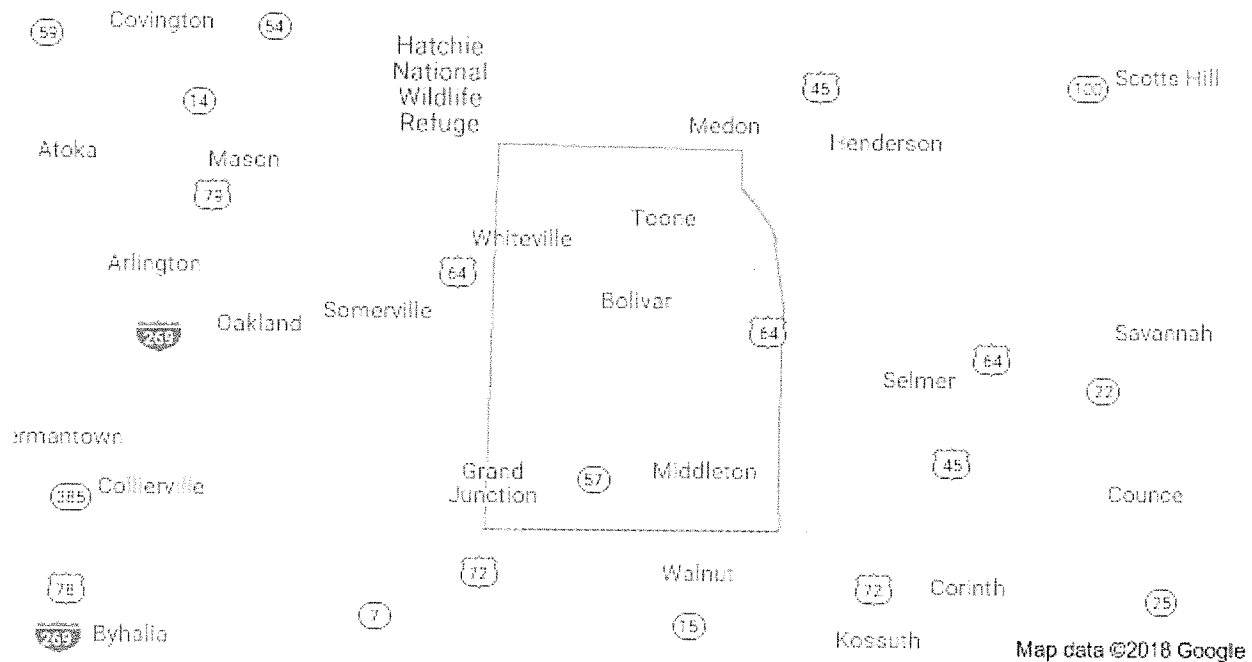 Covington
59
54
Hatchie
National
Wildlife
Refuge
45
100
Scotts Hill
14
Medon
Henderson
Atoka
Mason
79
Toone
Whiteville
Arlington
64
Bolivar
Somerville
Oakland
269
64
Savannah
64
Selmer
22
ermantown
Grand
Junction
57
Middleton
45
385
Collierville
Counce
72
Walnut
78
72
Corinth
25
7
15
269
Byhalia
Kossuth
Map data ©2018 Google